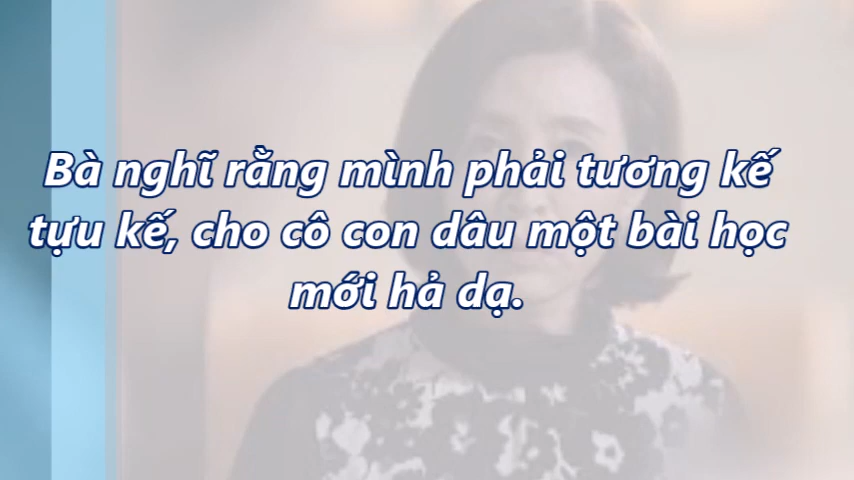 Bà nghĩ rằng mình phải tương kế
tựu kế, cho cô con dâu một bài học
mới hả dạ.